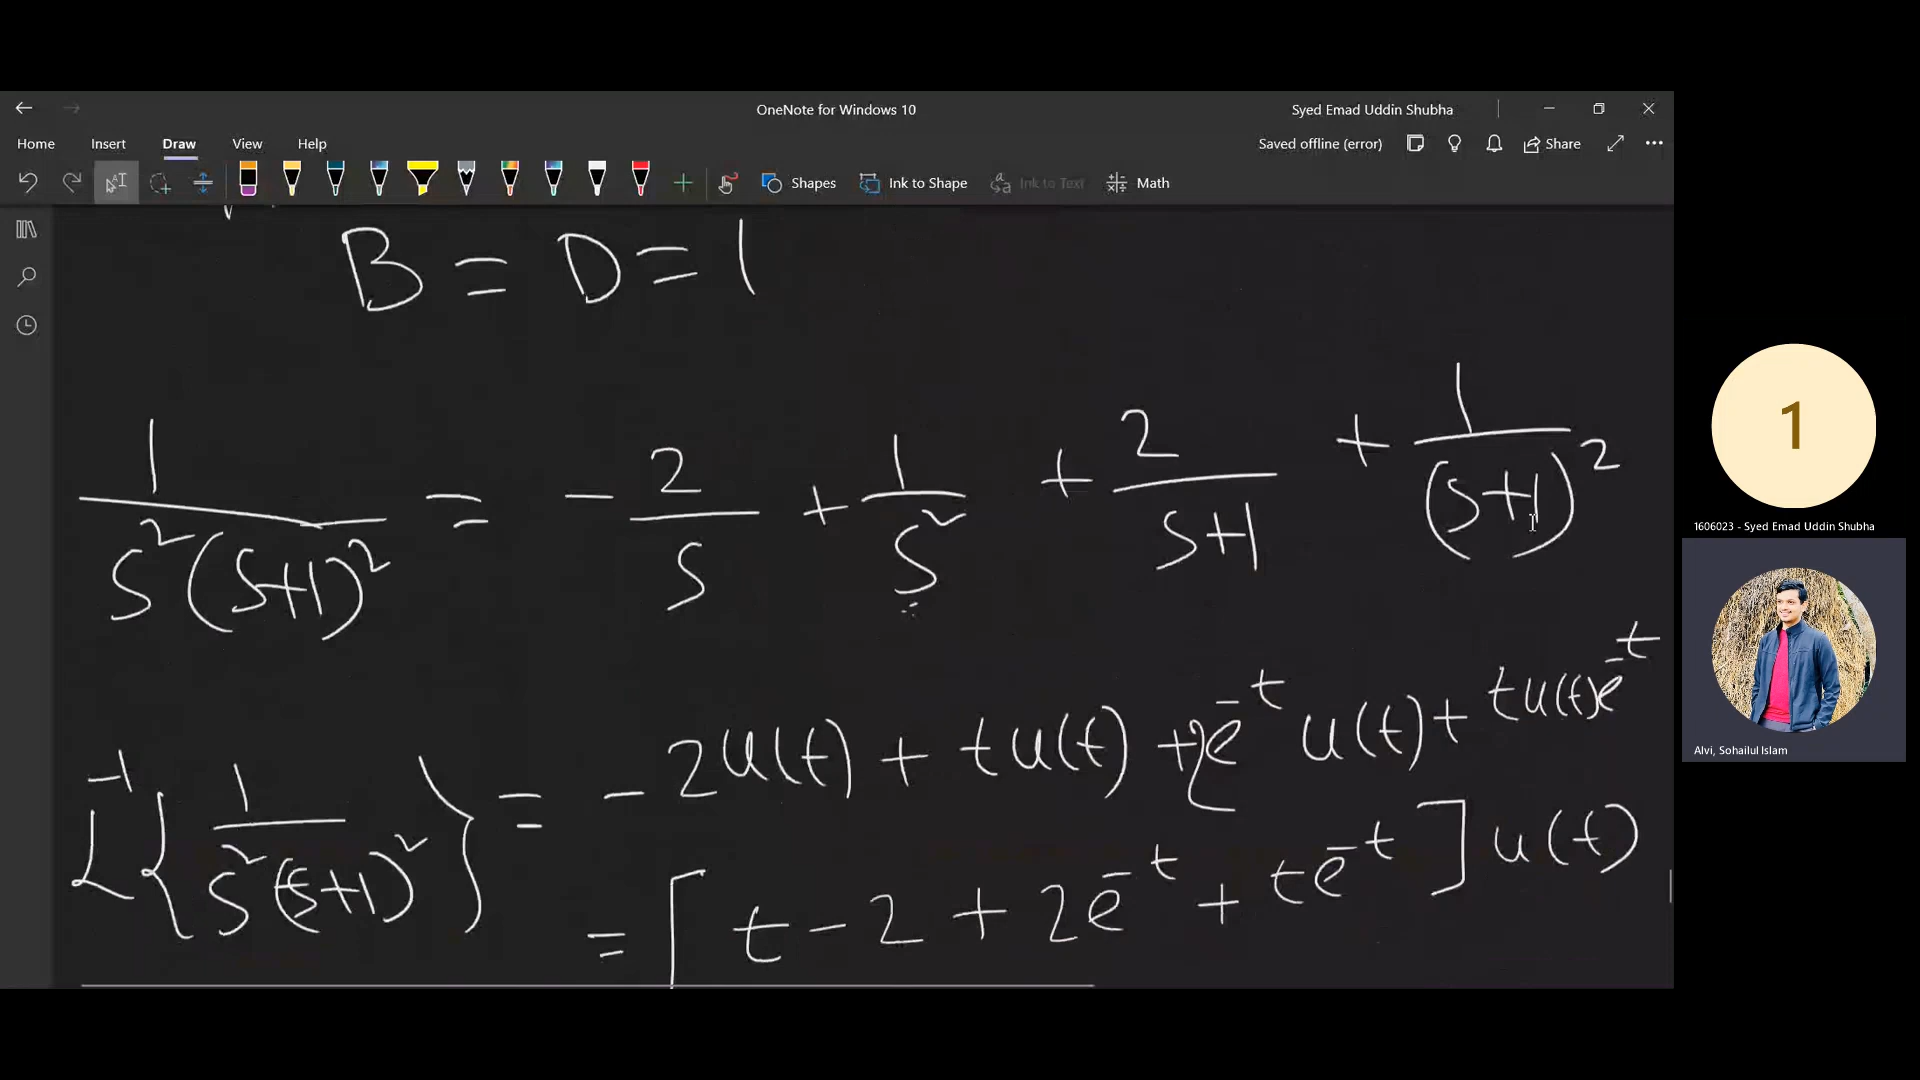 OneNote for Windows 10
Syed Emad Uddin Shubha
Home Insert Draw View Help
Saved offline (error) Share
Shapes Ink to Shape Ink to Text Math
B = D = 1
1/(s²(s+1)²) = - 2/s + 1/s² + 2/(s+1) + 1/(s+1)²
L⁻¹{1/(s²(s+1)²)} = - 2u(t) + tu(t) + 2e⁻ᵗ u(t) + tu(t)e⁻ᵗ
= [t - 2 + 2e⁻ᵗ + te⁻ᵗ] u(t)
1
1606023 - Syed Emad Uddin Shubha
Alvi, Sohailul Islam